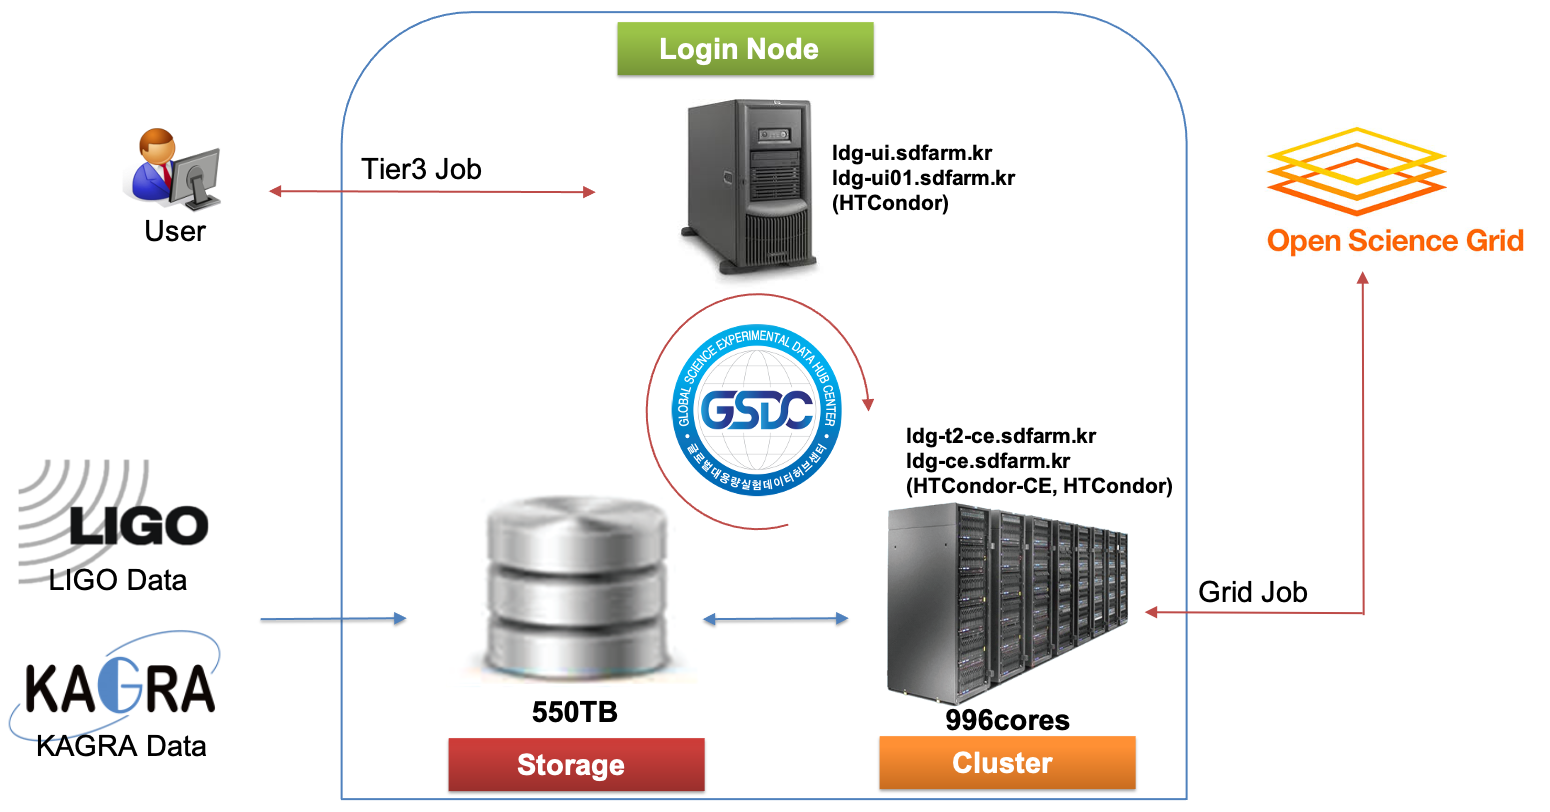 Login Node
ldg-ui.sdfarm.kr
ldg-ui01.sdfarm.kr
(HTCondor)
Tier3 Job
User
Open Science Grid
GLOBAL SCIENCE EXPERIMENTAL DATA HUB CENTER
GSDC
글로벌대용량실험데이터허브센터
ldg-t2-ce.sdfarm.kr
ldg-ce.sdfarm.kr
(HTCondor-CE, HTCondor)
LIGO
LIGO Data
Grid Job
KAGRA
KAGRA Data
550TB
Storage
996cores
Cluster